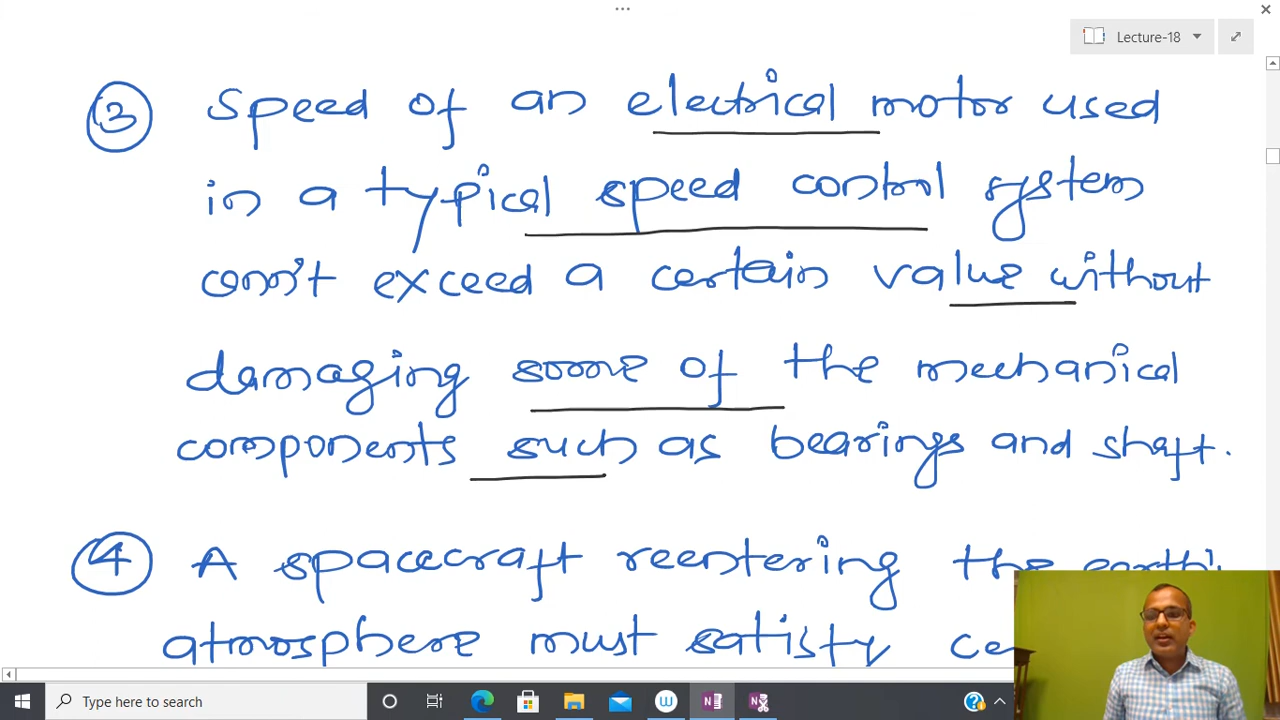 ...
Lecture-18
③ Speed of an electrical motor used
in a typical speed control system
can't exceed a certain value without
damaging some of the mechanical
components such as bearings and shaft.
④ A spacecraft reentering the earth's
atmosphere must satisfy
Type here to search